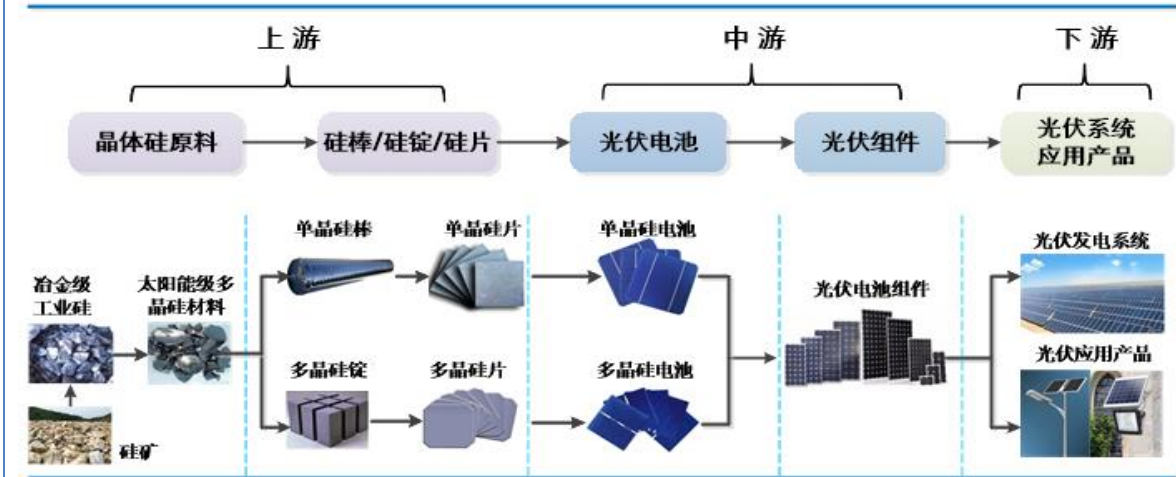 上游
中游
下游
晶体硅原料
硅棒/硅锭/硅片
光伏电池
光伏组件
光伏系统
应用产品
单晶硅棒
单晶硅片
单晶硅电池
光伏发电系统
冶金级
工业硅
太阳能级多
晶硅材料
光伏电池组件
光伏应用产品
多晶硅锭
多晶硅片
多晶硅电池
硅矿